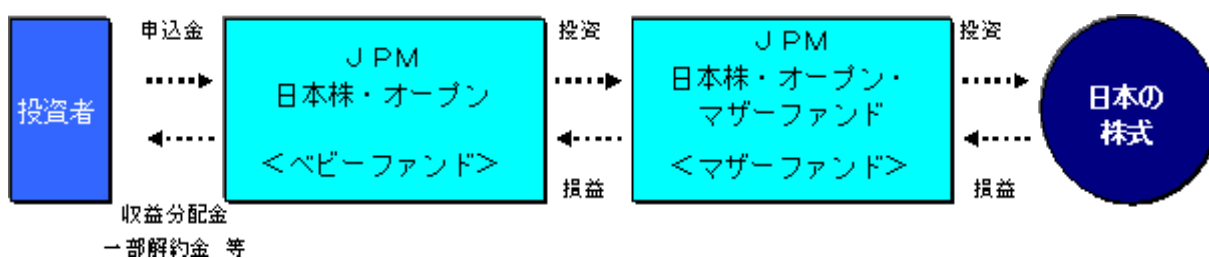 投資者
申込金
収益分配金
一部解約金 等
JPM
日本株・オープン
<ベビーファンド>
投資
損益
JPM
日本株・オープン・
マザーファンド
<マザーファンド>
投資
損益
日本の
株式